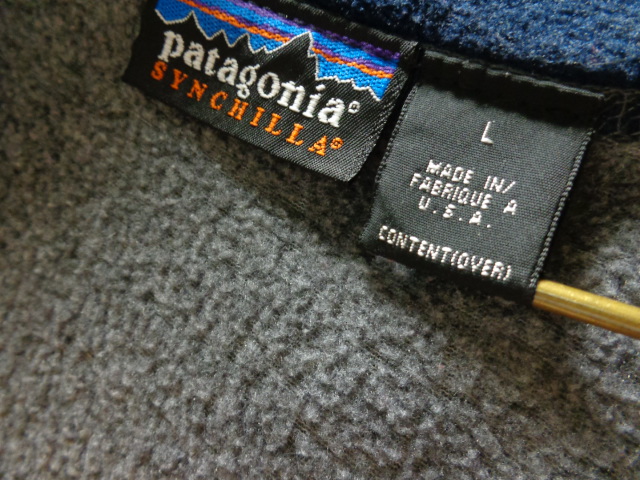 patagonia®
SYNCHILLA®
L
MADE IN/
FABRIQUE A
U.S.A.
CONTENT(OVER)